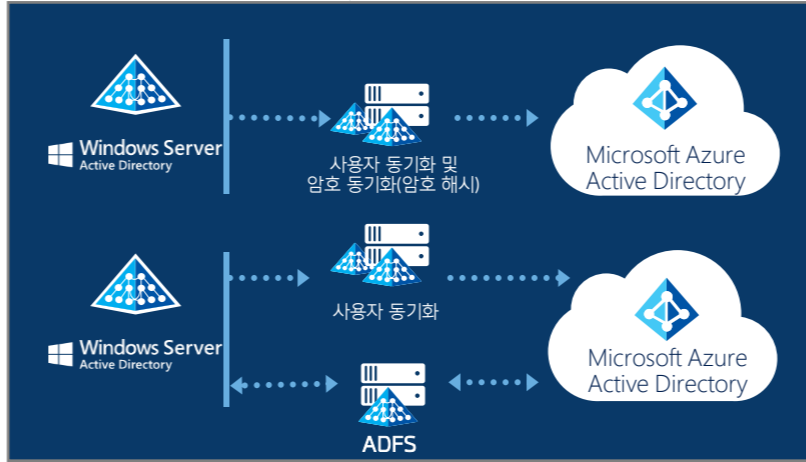 Windows Server
Active Directory
사용자 동기화 및
암호 동기화(암호 해시)
Microsoft Azure
Active Directory
Windows Server
Active Directory
사용자 동기화
Microsoft Azure
Active Directory
ADFS